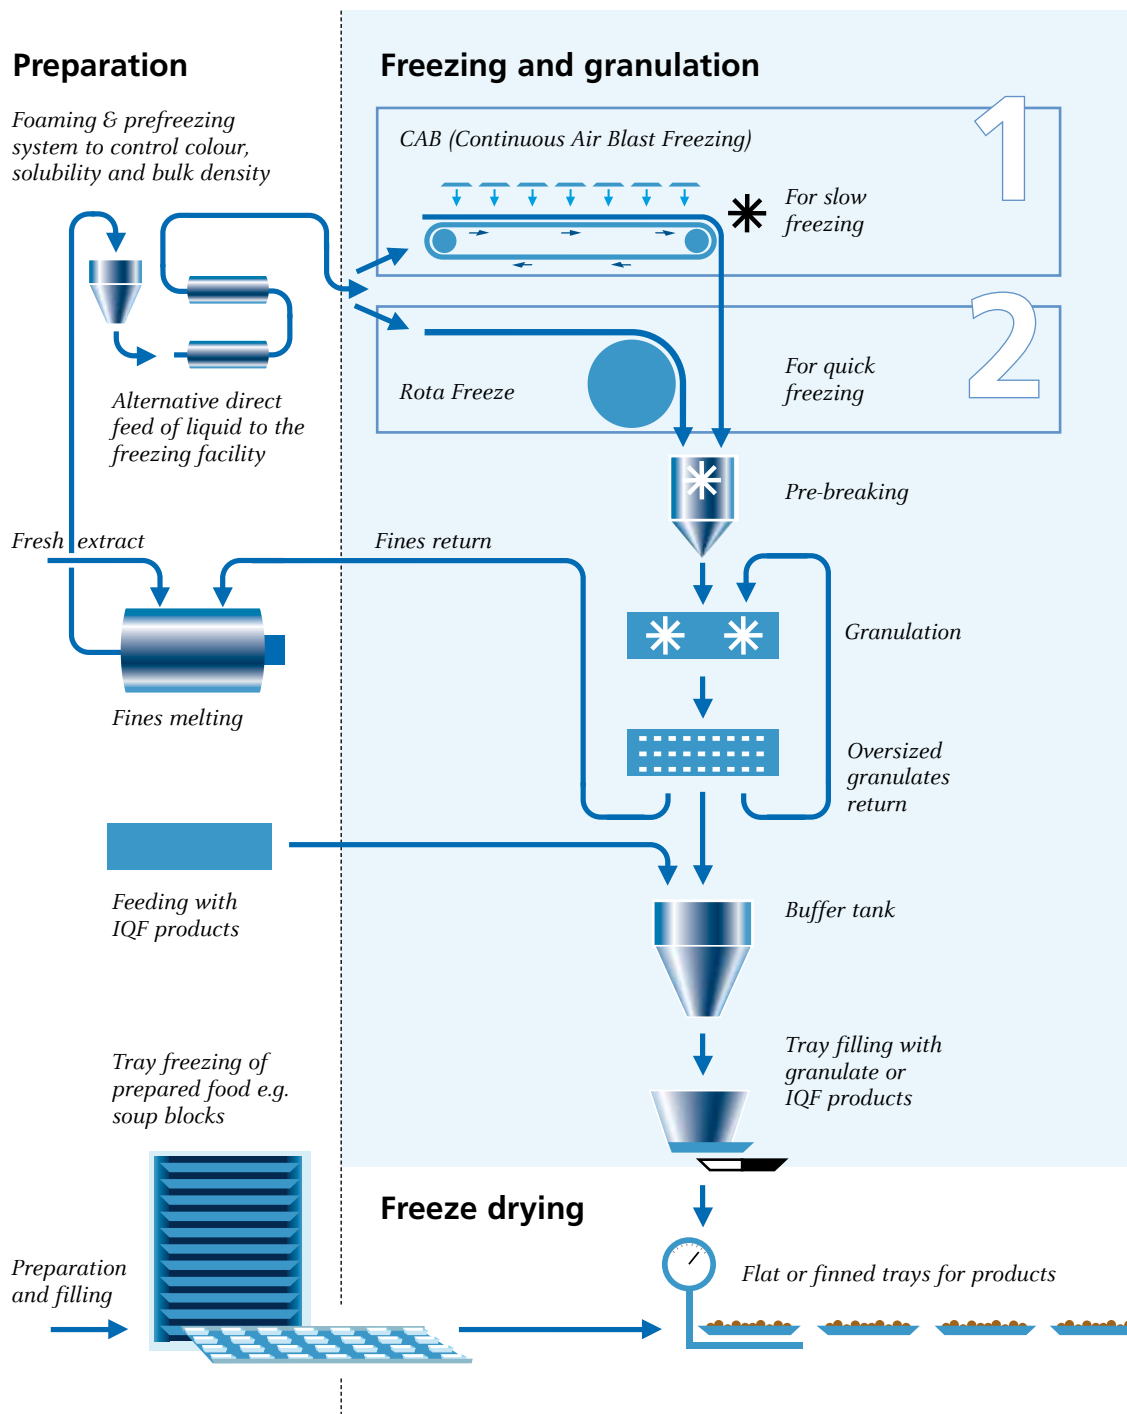 Preparation
Foaming & prefreezing
system to control colour,
solubility and bulk density
Alternative direct
feed of liquid to the
freezing facility
Fresh extract
Fines melting
Feeding with
IQF products
Tray freezing of
prepared food e.g.
soup blocks
Preparation
and filling
Freezing and granulation
1
CAB (Continuous Air Blast Freezing)
For slow
freezing
2
Rota Freeze
For quick
freezing
Pre-breaking
Fines return
Granulation
Oversized
granulates
return
Buffer tank
Tray filling with
granulate or
IQF products
Freeze drying
Flat or finned trays for products